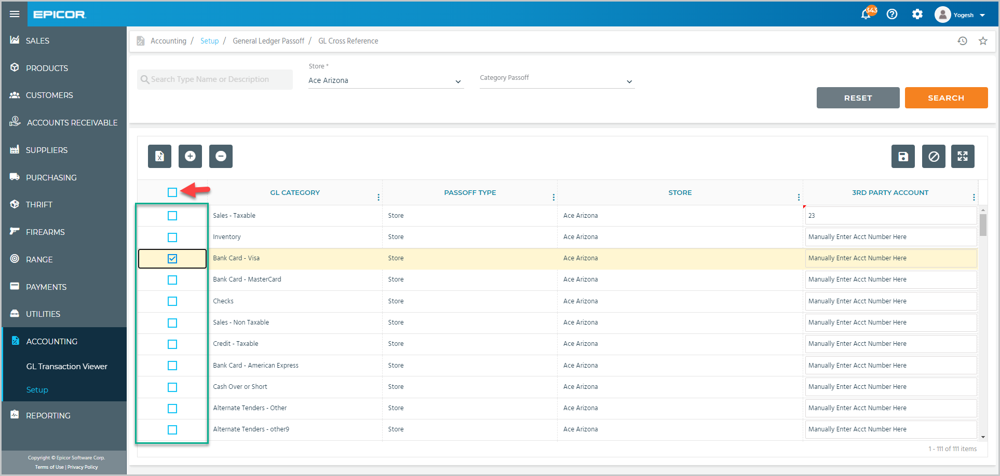 EPICOR
343
Yogesh
SALES
PRODUCTS
CUSTOMERS
ACCOUNTS RECEIVABLE
SUPPLIERS
PURCHASING
THRIFT
FIREARMS
RANGE
PAYMENTS
UTILITIES
ACCOUNTING
GL Transaction Viewer
Setup
REPORTING
Copyright © Epicor Software Corp.
Terms of Use | Privacy Policy
Accounting / Setup / General Ledger Passoff / GL Cross Reference
Search Type Name or Description
Store *
Ace Arizona
Category Passoff
RESET
SEARCH
GL CATEGORY PASSOFF TYPE STORE 3RD PARTY ACCOUNT
Sales - Taxable Store Ace Arizona 23
Inventory Store Ace Arizona Manually Enter Acct Number Here
Bank Card - Visa Store Ace Arizona Manually Enter Acct Number Here
Bank Card - MasterCard Store Ace Arizona Manually Enter Acct Number Here
Checks Store Ace Arizona Manually Enter Acct Number Here
Sales - Non Taxable Store Ace Arizona Manually Enter Acct Number Here
Credit - Taxable Store Ace Arizona Manually Enter Acct Number Here
Bank Card - American Express Store Ace Arizona Manually Enter Acct Number Here
Cash Over or Short Store Ace Arizona Manually Enter Acct Number Here
Alternate Tenders - Other Store Ace Arizona Manually Enter Acct Number Here
Alternate Tenders - other9 Store Ace Arizona Manually Enter Acct Number Here
1 - 111 of 111 items